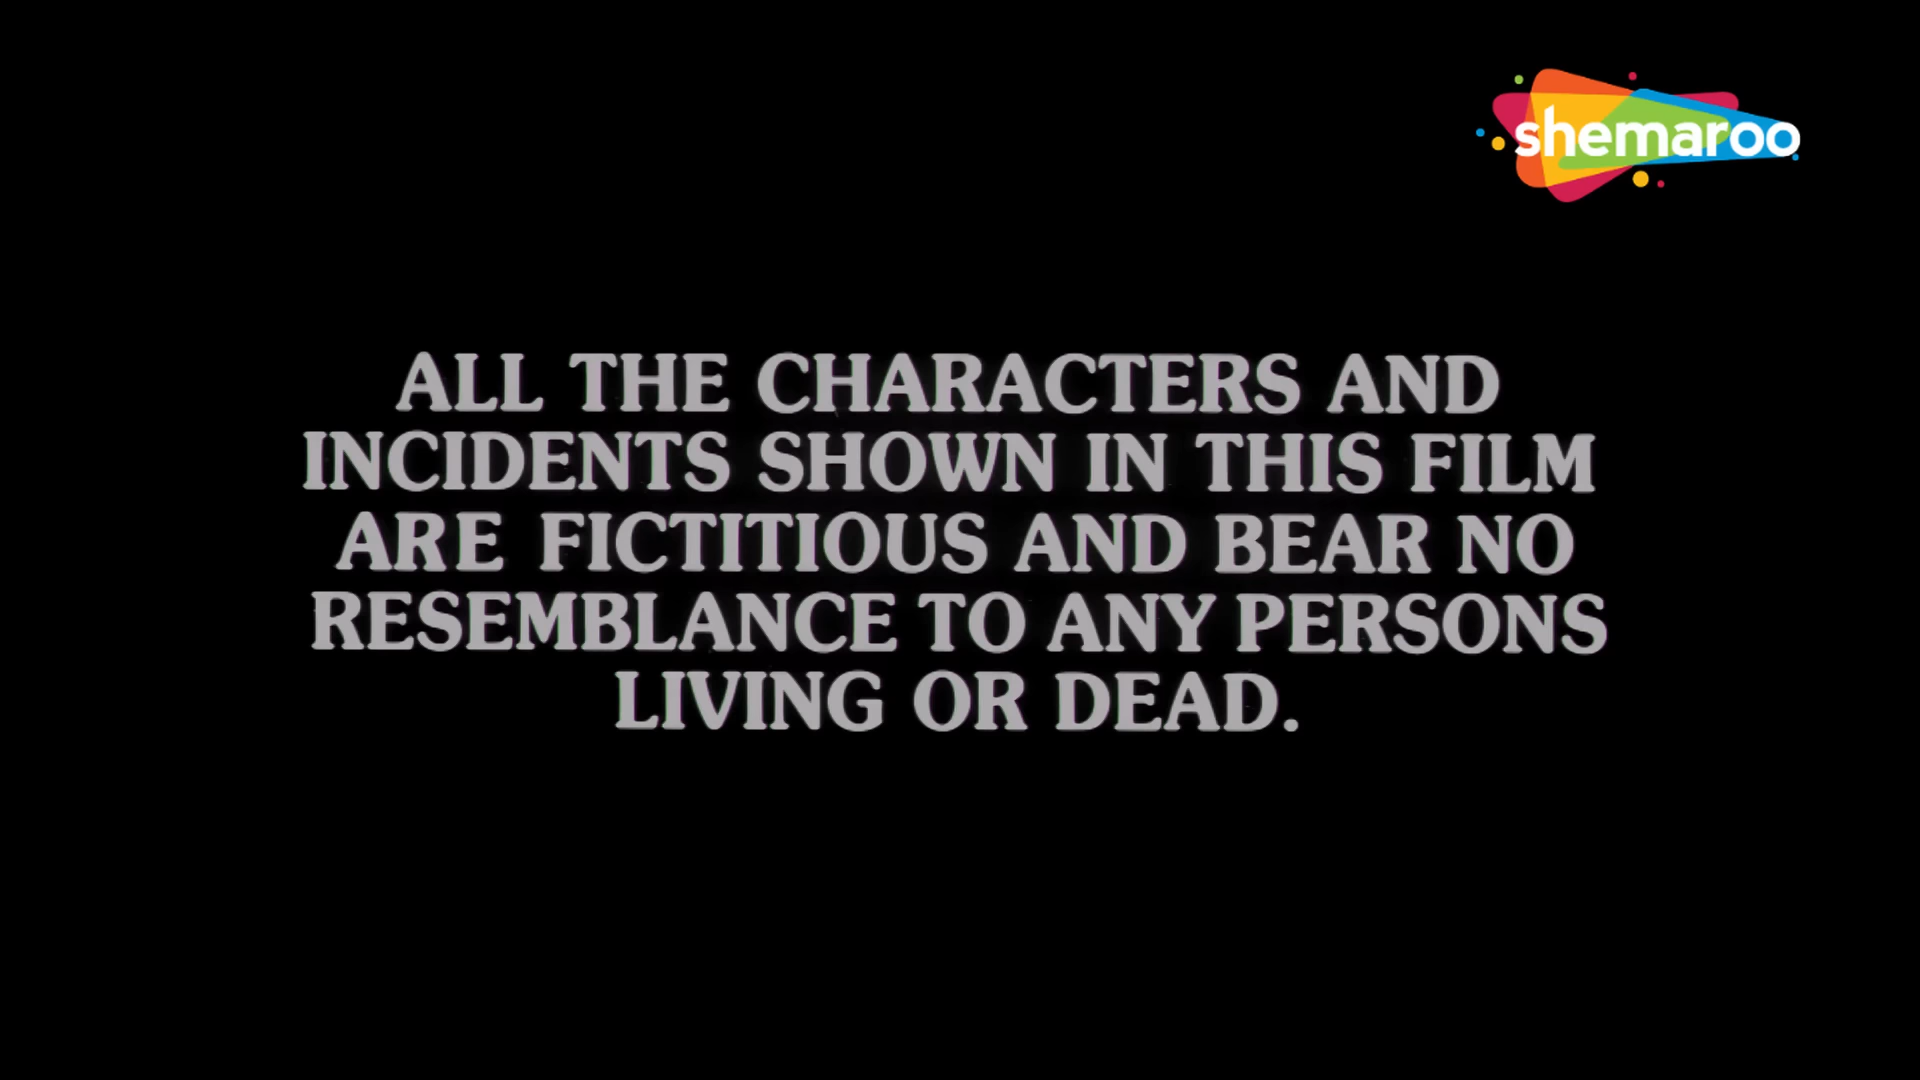 shemaroo
ALL THE CHARACTERS AND
INCIDENTS SHOWN IN THIS FILM
ARE FICTITIOUS AND BEAR NO
RESEMBLANCE TO ANY PERSONS
LIVING OR DEAD.